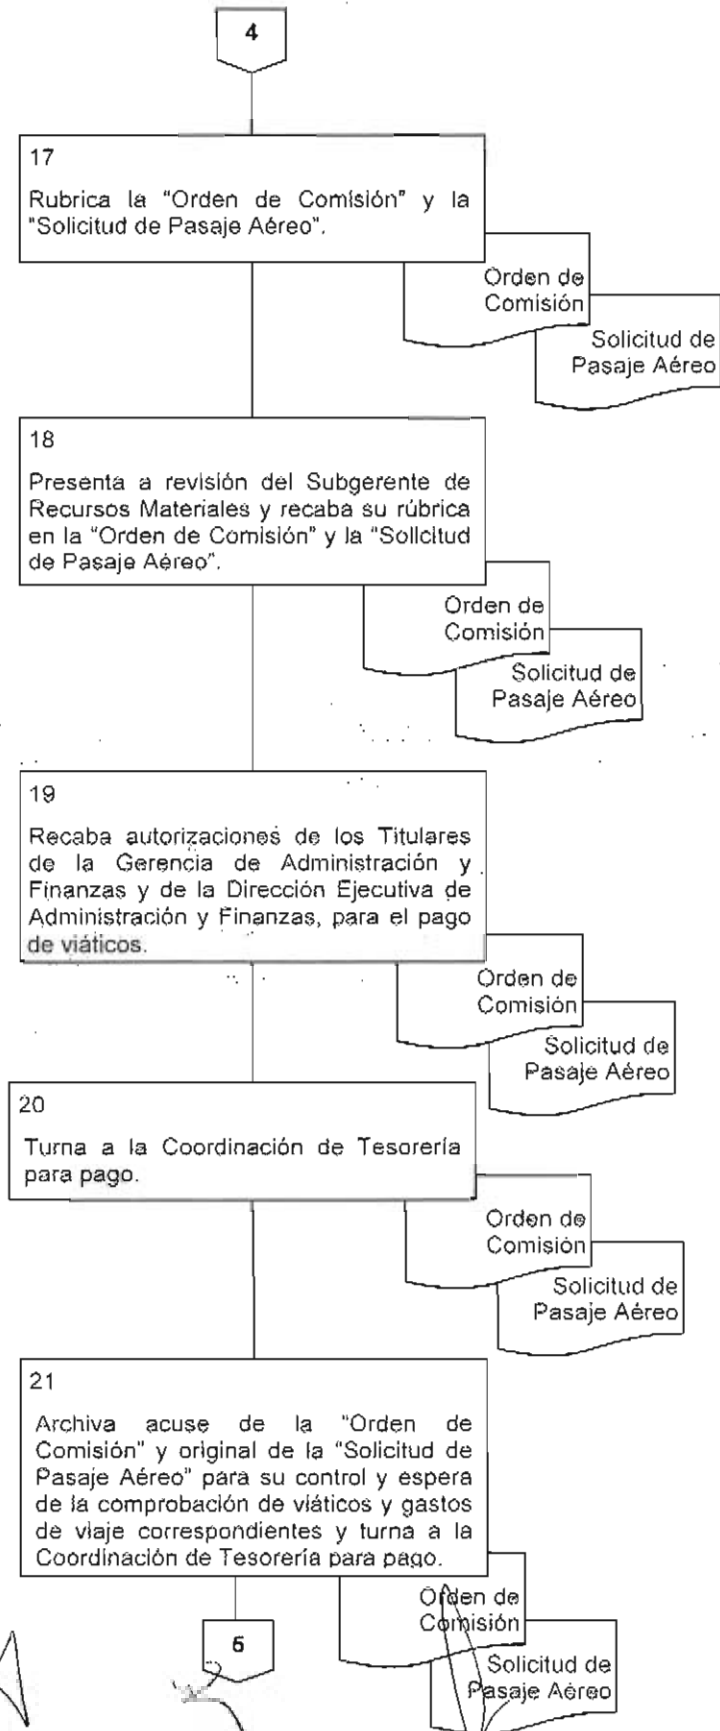 4
17
Rubrica la "Orden de Comisión" y la
"Solicitud de Pasaje Aéreo".
Orden de
Comisión
Solicitud de
Pasaje Aéreo
18
Presenta a revisión del Subgerente de
Recursos Materiales y recaba su rúbrica
en la "Orden de Comisión" y la "Solicitud
de Pasaje Aéreo".
Orden de
Comisión
Solicitud de
Pasaje Aéreo
19
Recaba autorizaciones de los Titulares
de la Gerencia de Administración y
Finanzas y de la Dirección Ejecutiva de
Administración y Finanzas, para el pago
de viáticos.
Orden de
Comisión
Solicitud de
Pasaje Aéreo
20
Turna a la Coordinación de Tesorería
para pago.
Orden de
Comisión
Solicitud de
Pasaje Aéreo
21
Archiva acuse de la "Orden de
Comisión" y original de la "Solicitud de
Pasaje Aéreo" para su control y espera
de la comprobación de viáticos y gastos
de viaje correspondientes y turna a la
Coordinación de Tesorería para pago.
Orden de
Comisión
Solicitud de
Pasaje Aéreo